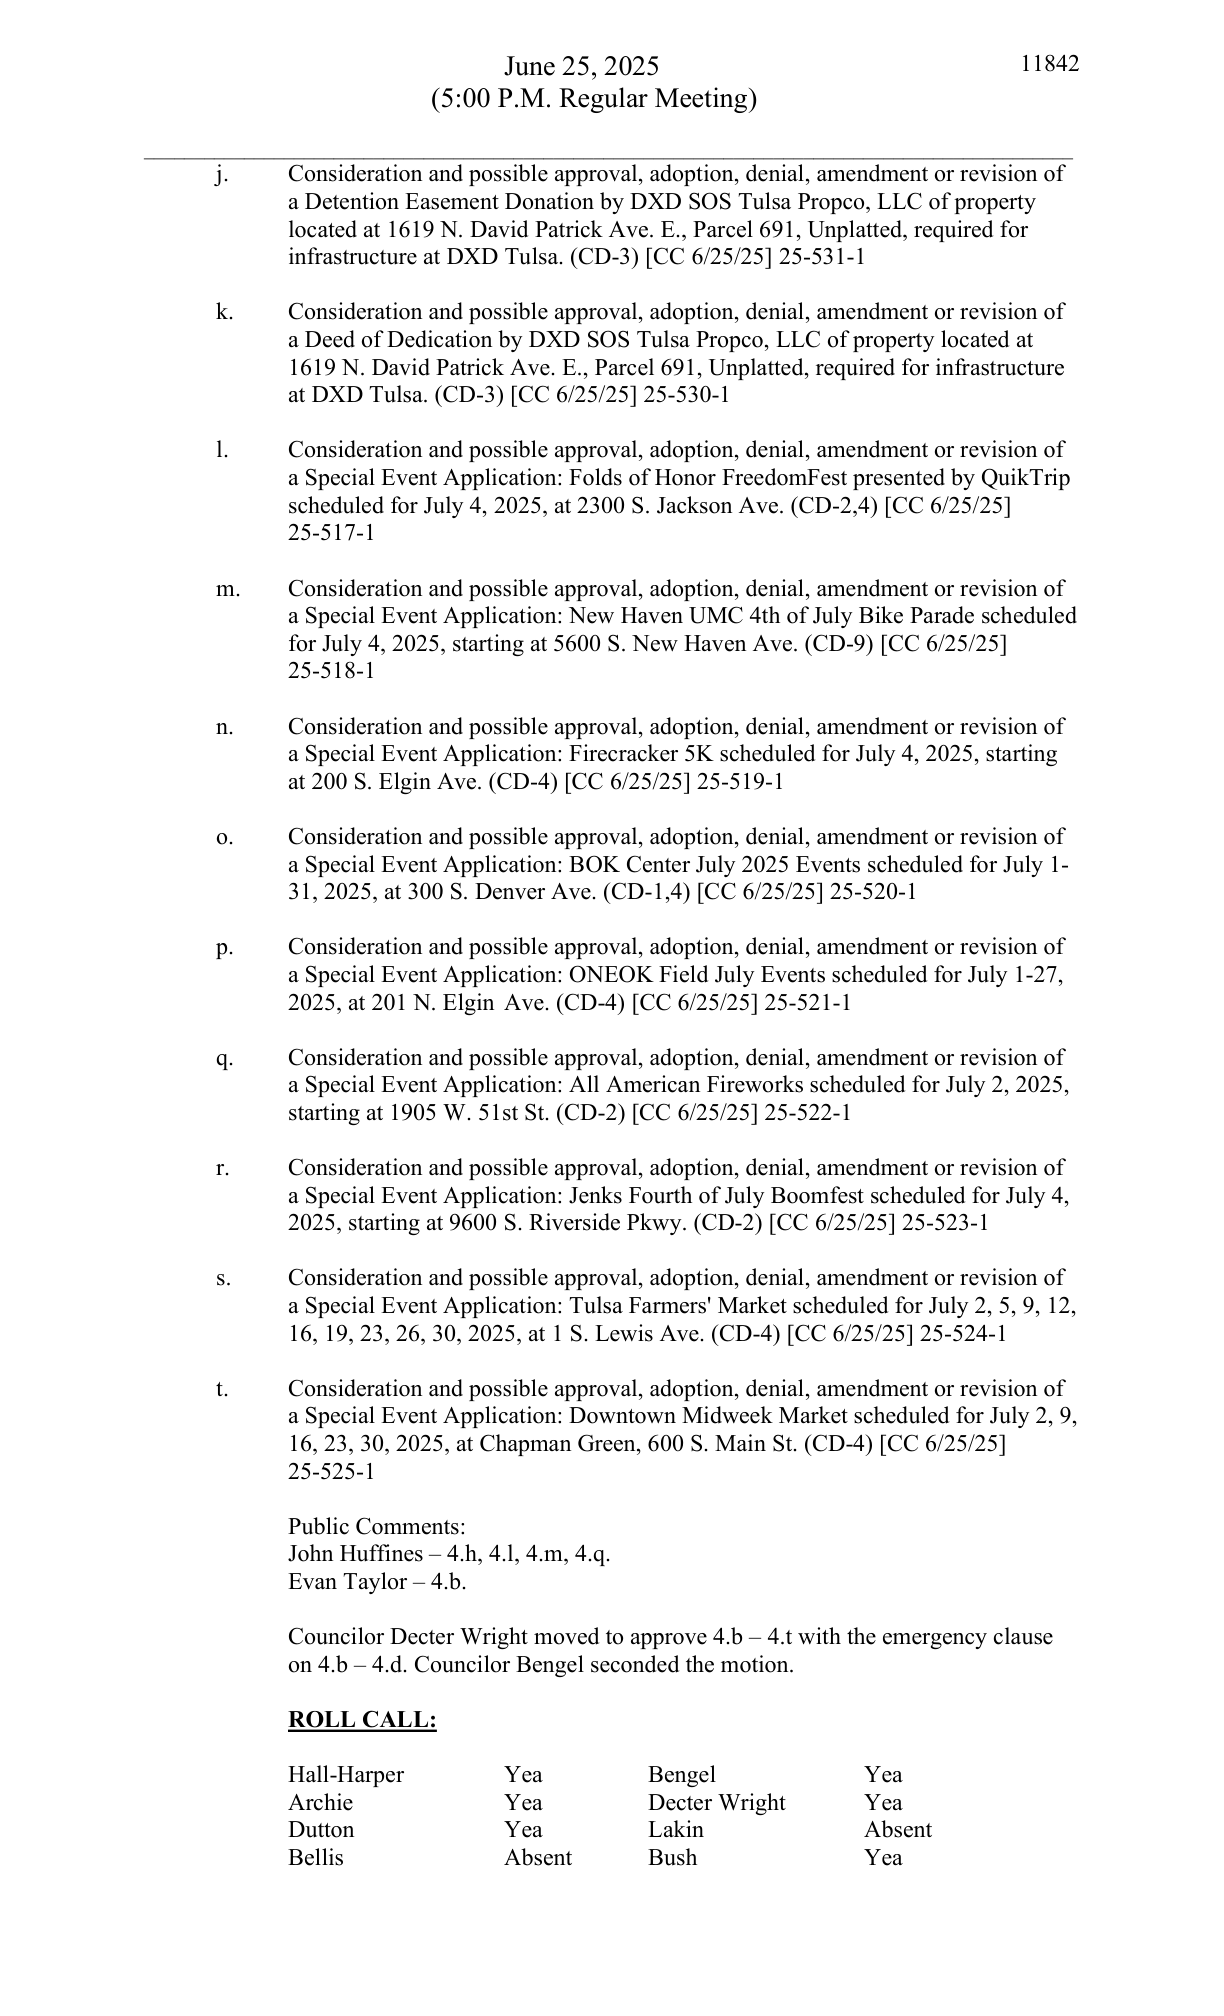 June 25, 2025
11842
(5:00 P.M. Regular Meeting)
j. Consideration and possible approval, adoption, denial, amendment or revision of
a Detention Easement Donation by DXD SOS Tulsa Propco, LLC of property
located at 1619 N. David Patrick Ave. E., Parcel 691, Unplatted, required for
infrastructure at DXD Tulsa. (CD-3) [CC 6/25/25] 25-531-1
k. Consideration and possible approval, adoption, denial, amendment or revision of
a Deed of Dedication by DXD SOS Tulsa Propco, LLC of property located at
1619 N. David Patrick Ave. E., Parcel 691, Unplatted, required for infrastructure
at DXD Tulsa. (CD-3) [CC 6/25/25] 25-530-1
l. Consideration and possible approval, adoption, denial, amendment or revision of
a Special Event Application: Folds of Honor FreedomFest presented by QuikTrip
scheduled for July 4, 2025, at 2300 S. Jackson Ave. (CD-2,4) [CC 6/25/25]
25-517-1
m. Consideration and possible approval, adoption, denial, amendment or revision of
a Special Event Application: New Haven UMC 4th of July Bike Parade scheduled
for July 4, 2025, starting at 5600 S. New Haven Ave. (CD-9) [CC 6/25/25]
25-518-1
n. Consideration and possible approval, adoption, denial, amendment or revision of
a Special Event Application: Firecracker 5K scheduled for July 4, 2025, starting
at 200 S. Elgin Ave. (CD-4) [CC 6/25/25] 25-519-1
o. Consideration and possible approval, adoption, denial, amendment or revision of
a Special Event Application: BOK Center July 2025 Events scheduled for July 1-
31, 2025, at 300 S. Denver Ave. (CD-1,4) [CC 6/25/25] 25-520-1
p. Consideration and possible approval, adoption, denial, amendment or revision of
a Special Event Application: ONEOK Field July Events scheduled for July 1-27,
2025, at 201 N. Elgin Ave. (CD-4) [CC 6/25/25] 25-521-1
q. Consideration and possible approval, adoption, denial, amendment or revision of
a Special Event Application: All American Fireworks scheduled for July 2, 2025,
starting at 1905 W. 51st St. (CD-2) [CC 6/25/25] 25-522-1
r. Consideration and possible approval, adoption, denial, amendment or revision of
a Special Event Application: Jenks Fourth of July Boomfest scheduled for July 4,
2025, starting at 9600 S. Riverside Pkwy. (CD-2) [CC 6/25/25] 25-523-1
s. Consideration and possible approval, adoption, denial, amendment or revision of
a Special Event Application: Tulsa Farmers' Market scheduled for July 2, 5, 9, 12,
16, 19, 23, 26, 30, 2025, at 1 S. Lewis Ave. (CD-4) [CC 6/25/25] 25-524-1
t. Consideration and possible approval, adoption, denial, amendment or revision of
a Special Event Application: Downtown Midweek Market scheduled for July 2, 9,
16, 23, 30, 2025, at Chapman Green, 600 S. Main St. (CD-4) [CC 6/25/25]
25-525-1
Public Comments:
John Huffines – 4.h, 4.l, 4.m, 4.q.
Evan Taylor – 4.b.
Councilor Decter Wright moved to approve 4.b – 4.t with the emergency clause
on 4.b – 4.d. Councilor Bengel seconded the motion.
ROLL CALL:
Hall-Harper Yea Bengel Yea
Archie Yea Decter Wright Yea
Dutton Yea Lakin Absent
Bellis Absent Bush Yea